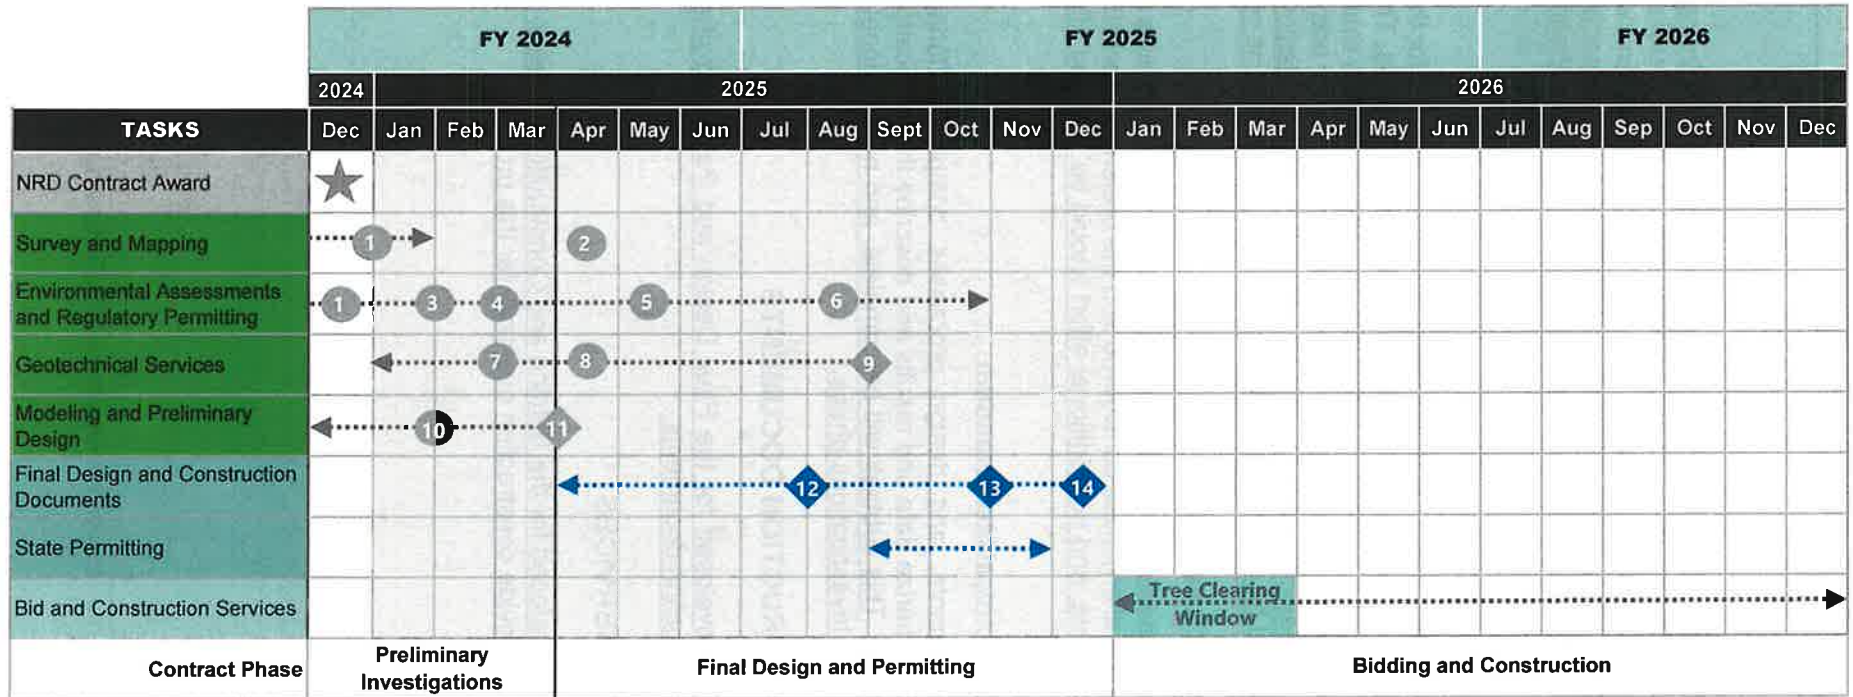 FY 2024 FY 2025 FY 2026
2024 2025 2026
TASKS Dec Jan Feb Mar Apr May Jun Jul Aug Sept Oct Nov Dec Jan Feb Mar Apr May Jun Jul Aug Sep Oct Nov Dec
NRD Contract Award
Survey and Mapping 1 2
Environmental Assessments
and Regulatory Permitting 1 3 4 5 6
Geotechnical Services 7 8 9
Modeling and Preliminary
Design 10 11
Final Design and Construction
Documents 12 13 14
State Permitting
Bid and Construction Services Tree Clearing
Window
Contract Phase Preliminary
Investigations Final Design and Permitting Bidding and Construction